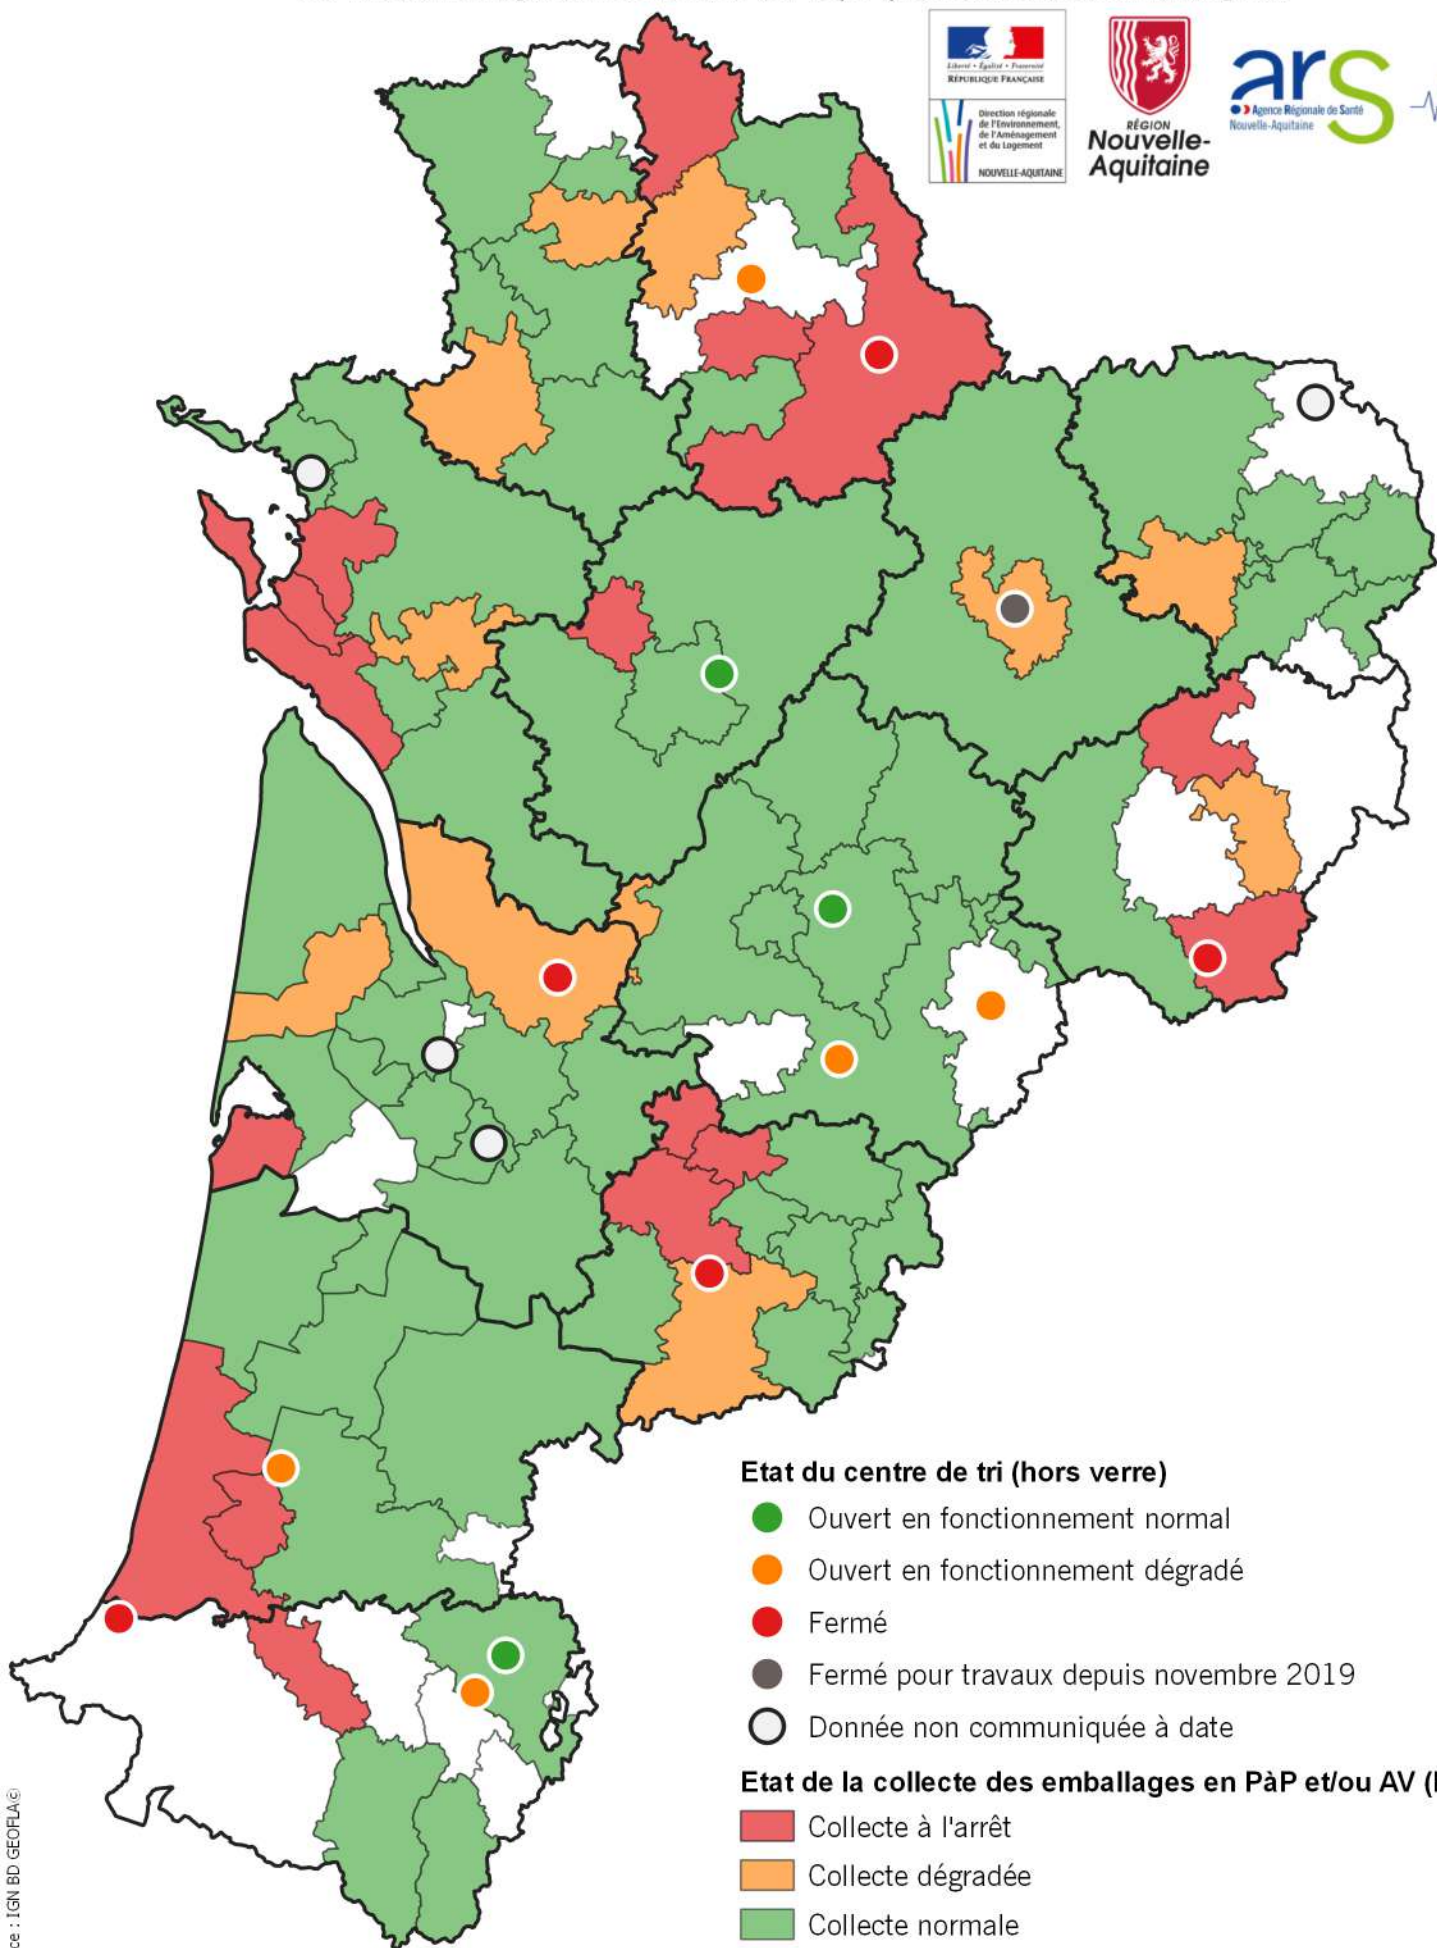 Liberté • Égalité • Fraternité
RÉPUBLIQUE FRANÇAISE
Direction régionale
de l'Environnement,
de l'Aménagement
et du Logement
NOUVELLE-AQUITAINE
RÉGION
Nouvelle-
Aquitaine
ars
Agence Régionale de Santé
Nouvelle-Aquitaine
Etat du centre de tri (hors verre)
Ouvert en fonctionnement normal
Ouvert en fonctionnement dégradé
Fermé
Fermé pour travaux depuis novembre 2019
Donnée non communiquée à date
Etat de la collecte des emballages en PàP et/ou AV (
Collecte à l'arrêt
Collecte dégradée
Collecte normale
ce : IGN BD GEOFLA©